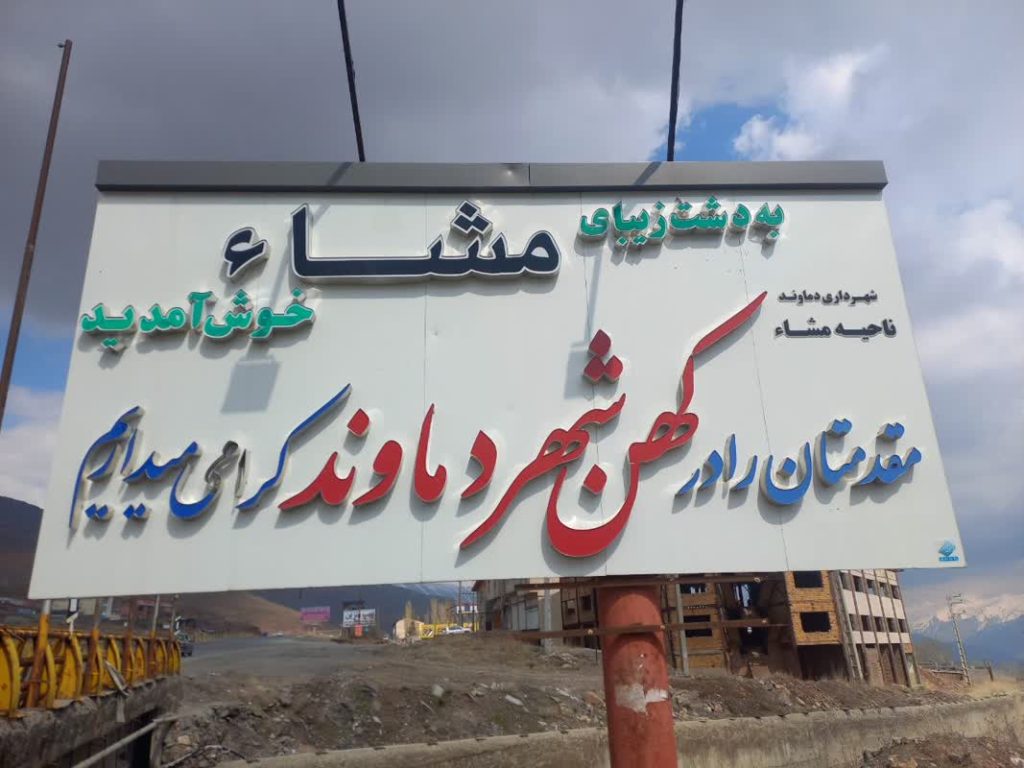 به دشت زیبای
مشاء
خوش آمدید
شهرداری دماوند
ناحیه مشاء
مقدمتان را در کهن شهر دماوند گرامی میداریم